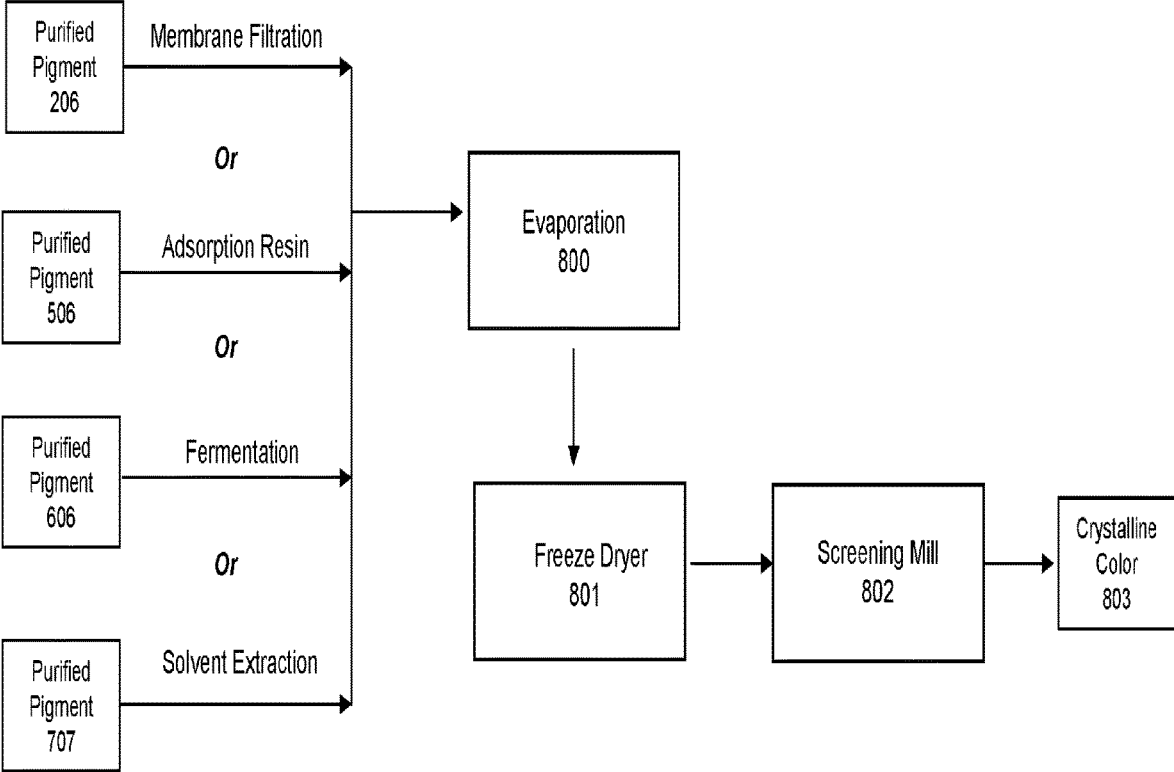 Purified
Pigment
206
Membrane Filtration
Or
Purified
Pigment
506
Adsorption Resin
Or
Purified
Pigment
606
Fermentation
Or
Purified
Pigment
707
Solvent Extraction
Evaporation
800
Freeze Dryer
801
Screening Mill
802
Crystalline
Color
803